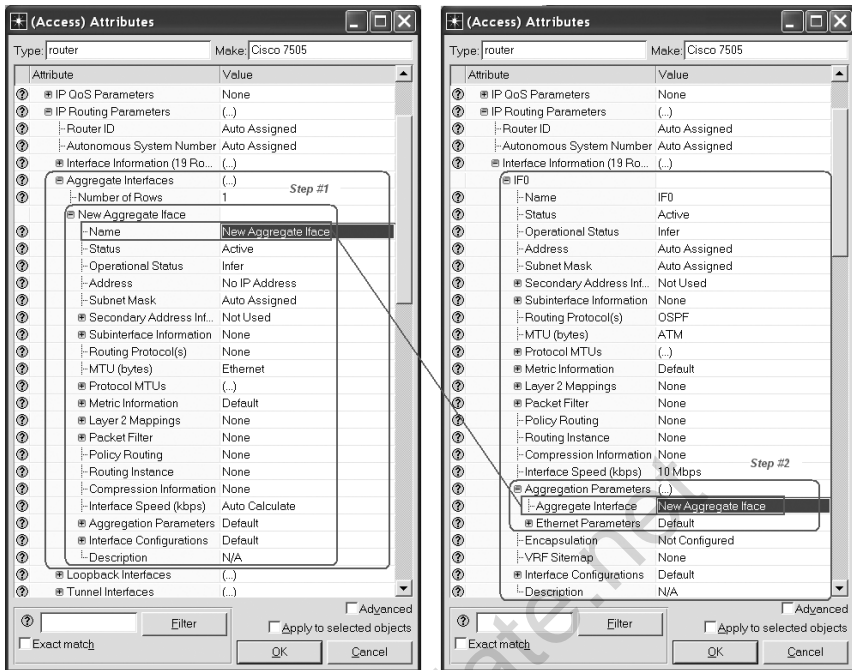 (Access) Attributes
Type: router Make: Cisco 7505
Attribute Value
IP QoS Parameters None
IP Routing Parameters (...)
Router ID Auto Assigned
Autonomous System Number Auto Assigned
Interface Information (19 Ro... (...)
Aggregate Interfaces (...)
Step #1
Number of Rows 1
New Aggregate Iface
Name New Aggregate Iface
Status Active
Operational Status Infer
Address No IP Address
Subnet Mask Auto Assigned
Secondary Address Inf... Not Used
Subinterface Information None
Routing Protocol(s) None
MTU (bytes) Ethernet
Protocol MTUs (...)
Metric Information Default
Layer 2 Mappings None
Packet Filter None
Policy Routing None
Routing Instance None
Compression Information None
Interface Speed (kbps) Auto Calculate
Aggregation Parameters Default
Interface Configurations Default
Description N/A
Loopback Interfaces (...)
Tunnel Interfaces (...)
Advanced
Filter
Apply to selected objects
Exact match
OK Cancel
(Access) Attributes
Type: router Make: Cisco 7505
Attribute Value
IP QoS Parameters None
IP Routing Parameters (...)
Router ID Auto Assigned
Autonomous System Number Auto Assigned
Interface Information (19 Ro... (...)
IF0
Name IF0
Status Active
Operational Status Infer
Address Auto Assigned
Subnet Mask Auto Assigned
Secondary Address Inf... Not Used
Subinterface Information None
Routing Protocol(s) OSPF
MTU (bytes) ATM
Protocol MTUs (...)
Metric Information Default
Layer 2 Mappings None
Packet Filter None
Policy Routing None
Routing Instance None
Compression Information None
Interface Speed (kbps) 10 Mbps
Step #2
Aggregation Parameters (...)
Aggregate Interface New Aggregate Iface
Ethernet Parameters Default
Encapsulation Not Configured
VRF Sitemap None
Interface Configurations Default
Description N/A
Advanced
Filter
Apply to selected objects
Exact match
OK Cancel